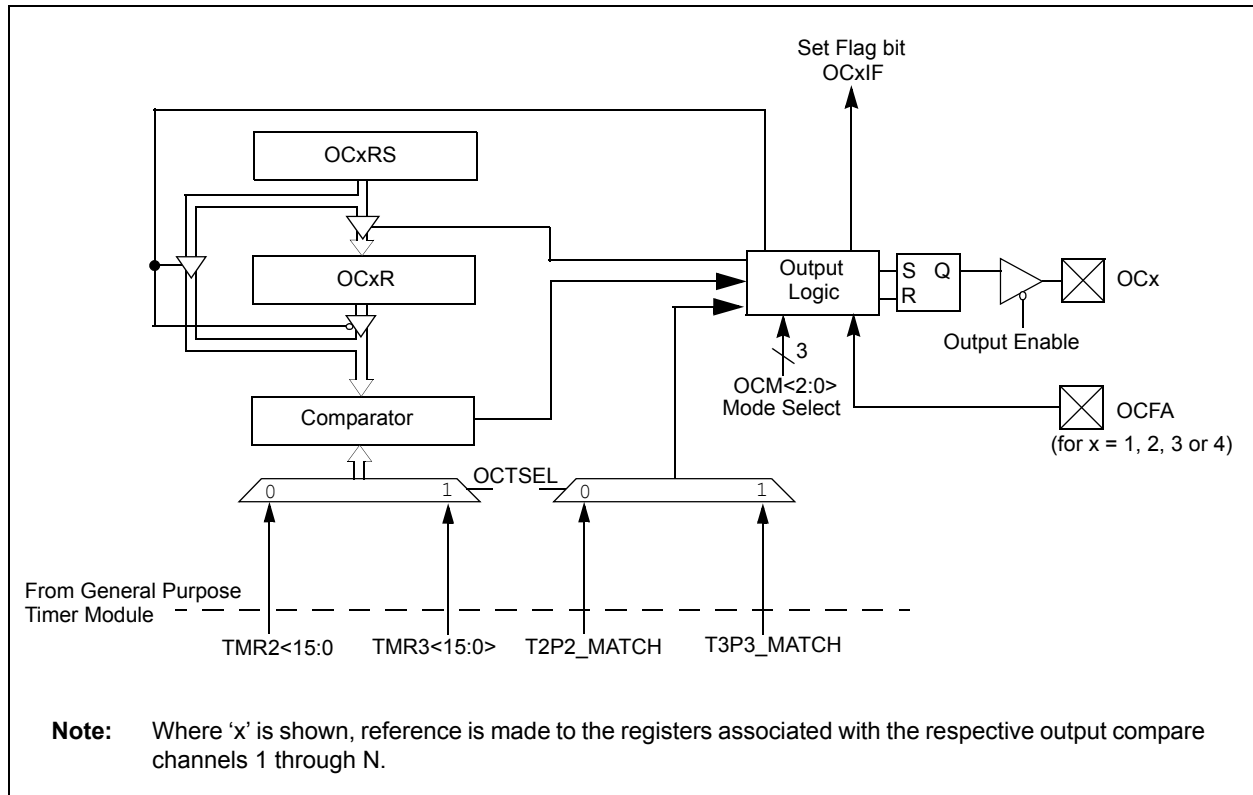 Set Flag bit
OCxIF
OCxRS
OCxR
Output
Logic
S Q
R
OCx
Output Enable
3
OCM<2:0>
Mode Select
OCFA
(for x = 1, 2, 3 or 4)
Comparator
OCTSEL
0 1
0 1
From General Purpose
Timer Module
TMR2<15:0
TMR3<15:0>
T2P2_MATCH
T3P3_MATCH
Note: Where ‘x’ is shown, reference is made to the registers associated with the respective output compare
channels 1 through N.